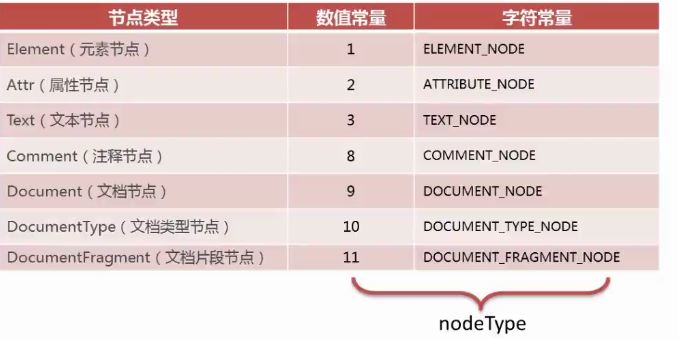 节点类型 数值常量 字符常量
Element（元素节点） 1 ELEMENT_NODE
Attr（属性节点） 2 ATTRIBUTE_NODE
Text（文本节点） 3 TEXT_NODE
Comment（注释节点） 8 COMMENT_NODE
Document（文档节点） 9 DOCUMENT_NODE
DocumentType（文档类型节点） 10 DOCUMENT_TYPE_NODE
DocumentFragment（文档片段节点） 11 DOCUMENT_FRAGMENT_NODE
nodeType